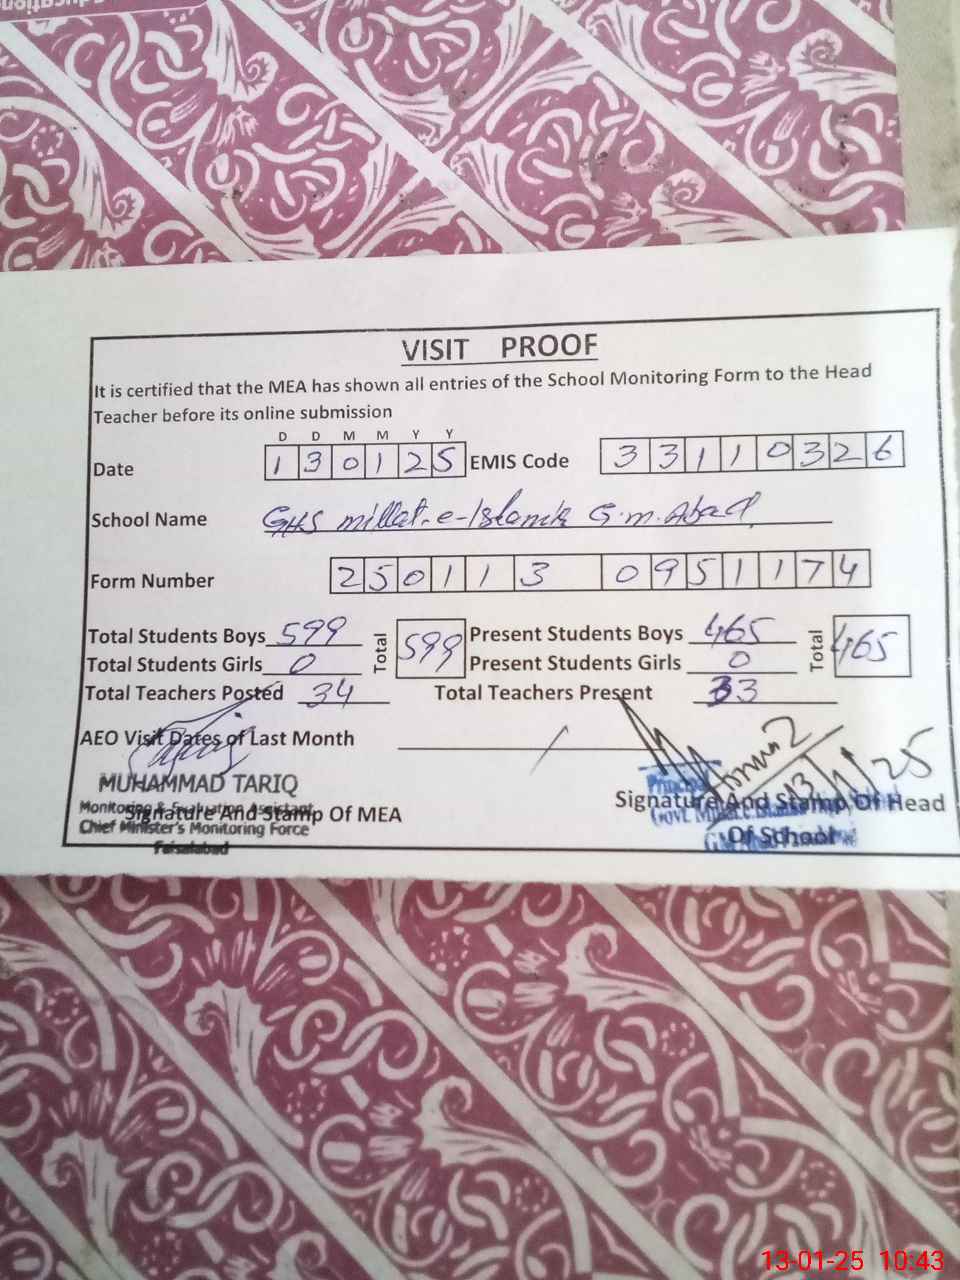 VISIT PROOF
It is certified that the MEA has shown all entries of the School Monitoring Form to the Head
Teacher before its online submission
D D M M Y Y
Date 1 3 0 1 2 5 EMIS Code 3 3 1 1 0 3 2 6
School Name GHS millat-e-Islamia G.m.Abad
Form Number 2 5 0 1 1 3 0 9 5 1 1 7 4
Total Students Boys 599 Total 599 Present Students Boys 465 Total 465
Total Students Girls 0 Present Students Girls 0
Total Teachers Posted 34 Total Teachers Present 33
AEO Visit Dates of Last Month
MUHAMMAD TARIQ
Monitoring & Evaluation Assistant
Signature And Stamp Of MEA
Chief Minister's Monitoring Force
Faisalabad
13/1/25
Principal
Signature And Stamp Of Head
Of School
13-01-25 10:43